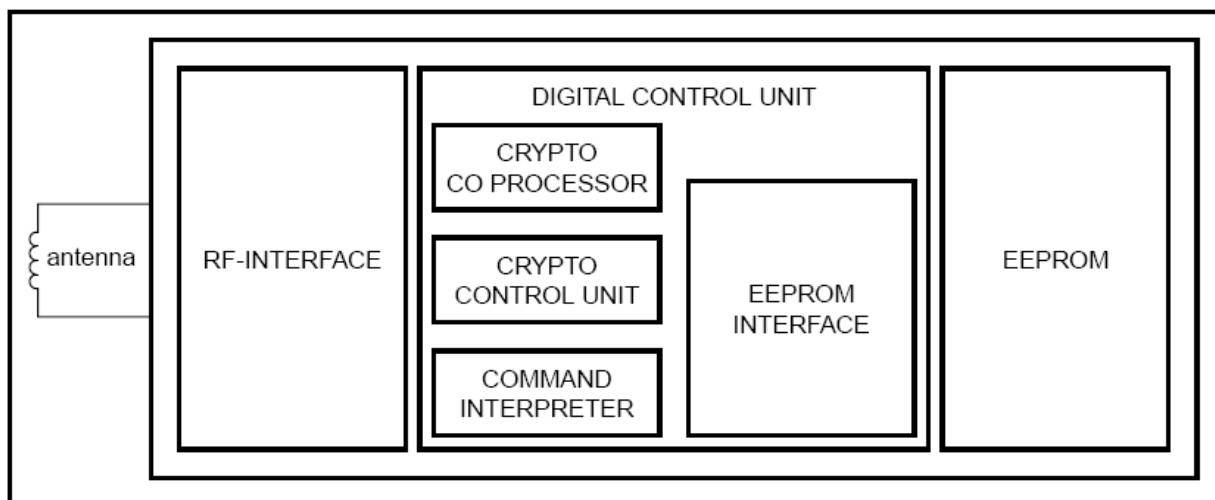 antenna
RF-INTERFACE
DIGITAL CONTROL UNIT
CRYPTO
CO PROCESSOR
CRYPTO
CONTROL UNIT
COMMAND
INTERPRETER
EEPROM
INTERFACE
EEPROM